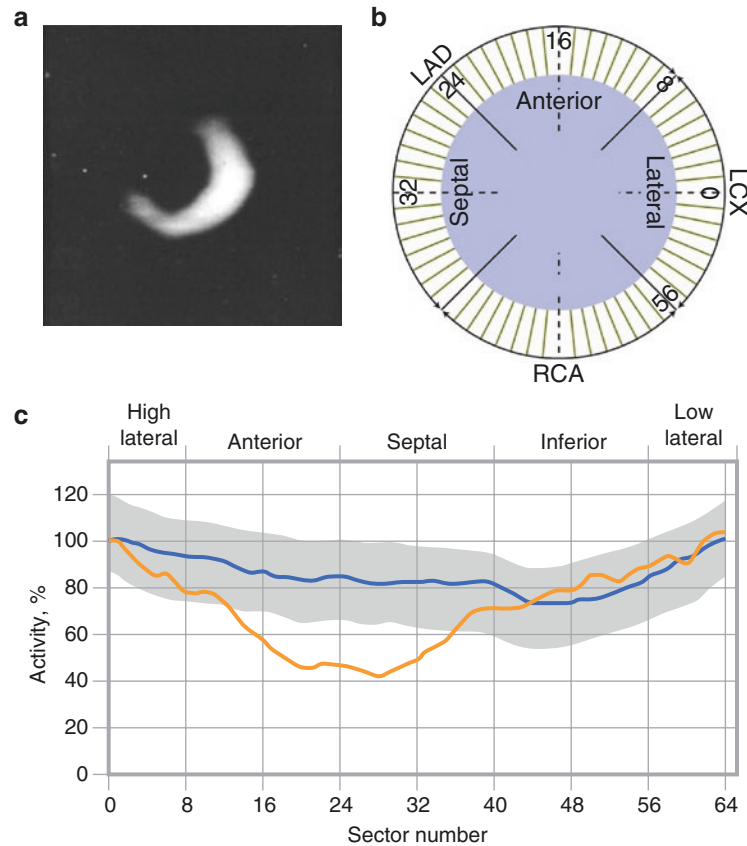 a
b
16
LAD
24
8
Anterior
32
Septal
Lateral
0
LCX
56
RCA
c
High
lateral
Anterior
Septal
Inferior
Low
lateral
120
100
80
60
40
20
0
Activity, %
0 8 16 24 32 40 48 56 64
Sector number